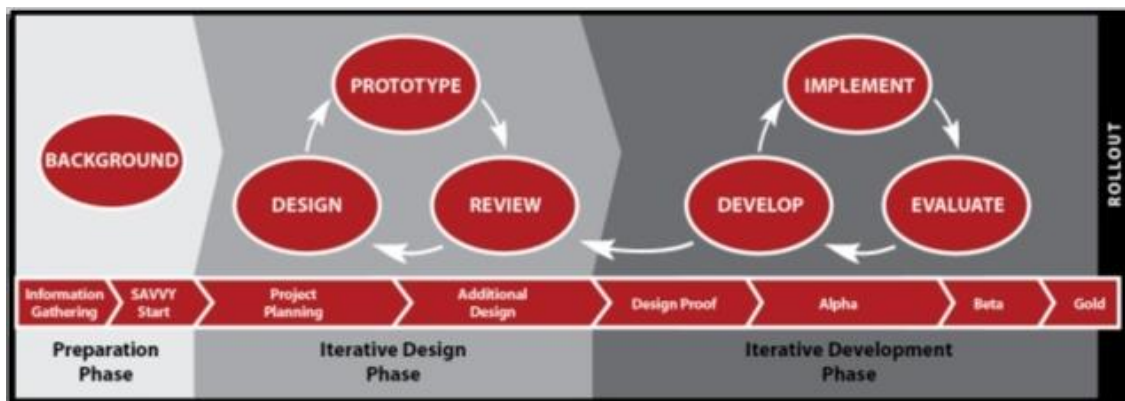 BACKGROUND
PROTOTYPE
DESIGN
REVIEW
IMPLEMENT
DEVELOP
EVALUATE
ROLLOUT
Information
Gathering
SAVVY
Start
Project
Planning
Additional
Design
Design Proof
Alpha
Beta
Gold
Preparation
Phase
Iterative Design
Phase
Iterative Development
Phase